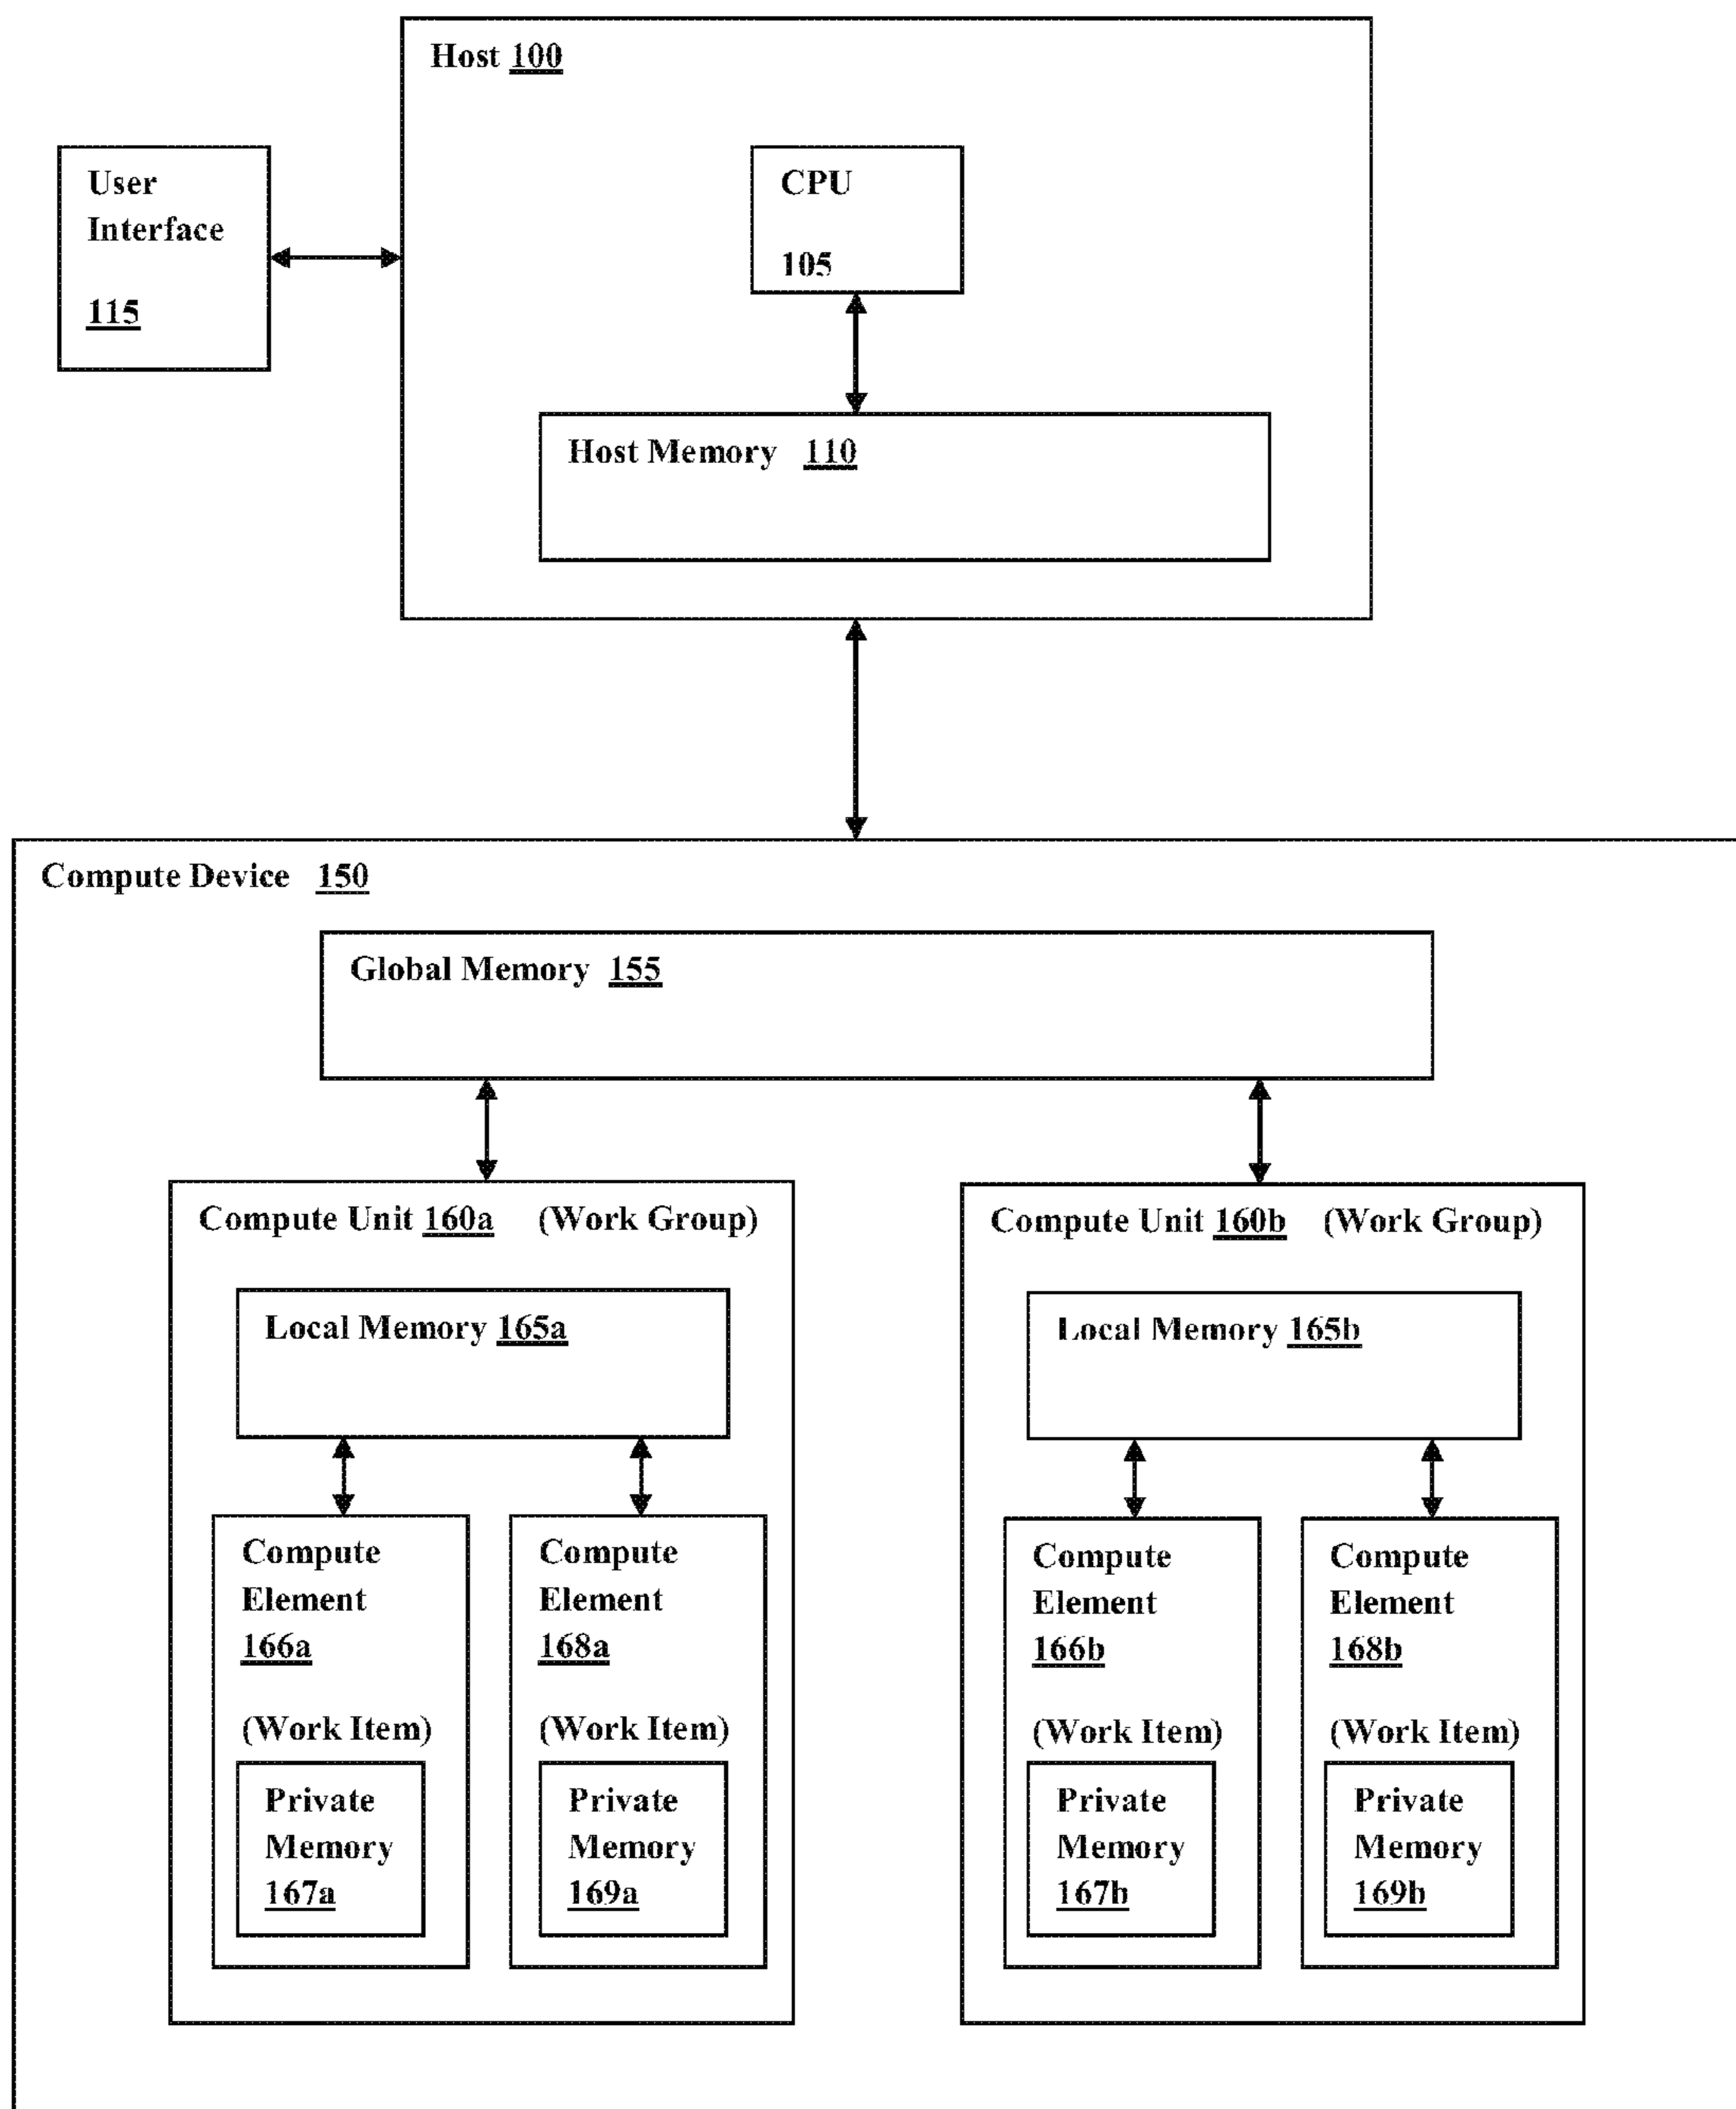 Host 100
User
Interface
115
CPU
105
Host Memory 110
Compute Device 150
Global Memory 155
Compute Unit 160a (Work Group)
Local Memory 165a
Compute
Element
166a
(Work Item)
Private
Memory
167a
Compute
Element
168a
(Work Item)
Private
Memory
169a
Compute Unit 160b (Work Group)
Local Memory 165b
Compute
Element
166b
(Work Item)
Private
Memory
167b
Compute
Element
168b
(Work Item)
Private
Memory
169b